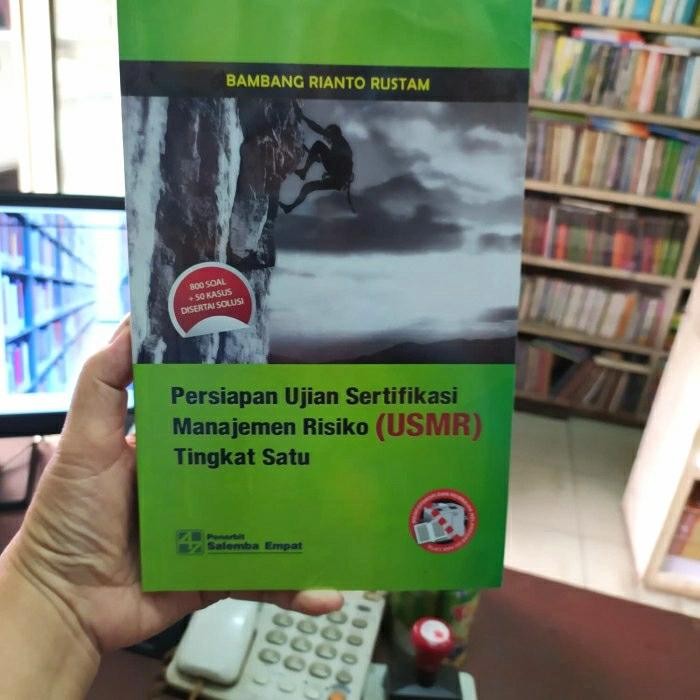 BAMBANG RIANTO RUSTAM
800 SOAL
+ 50 KASUS
DISERTAI SOLUSI
Persiapan Ujian Sertifikasi
Manajemen Risiko (USMR)
Tingkat Satu
Penerbit
Salemba Empat